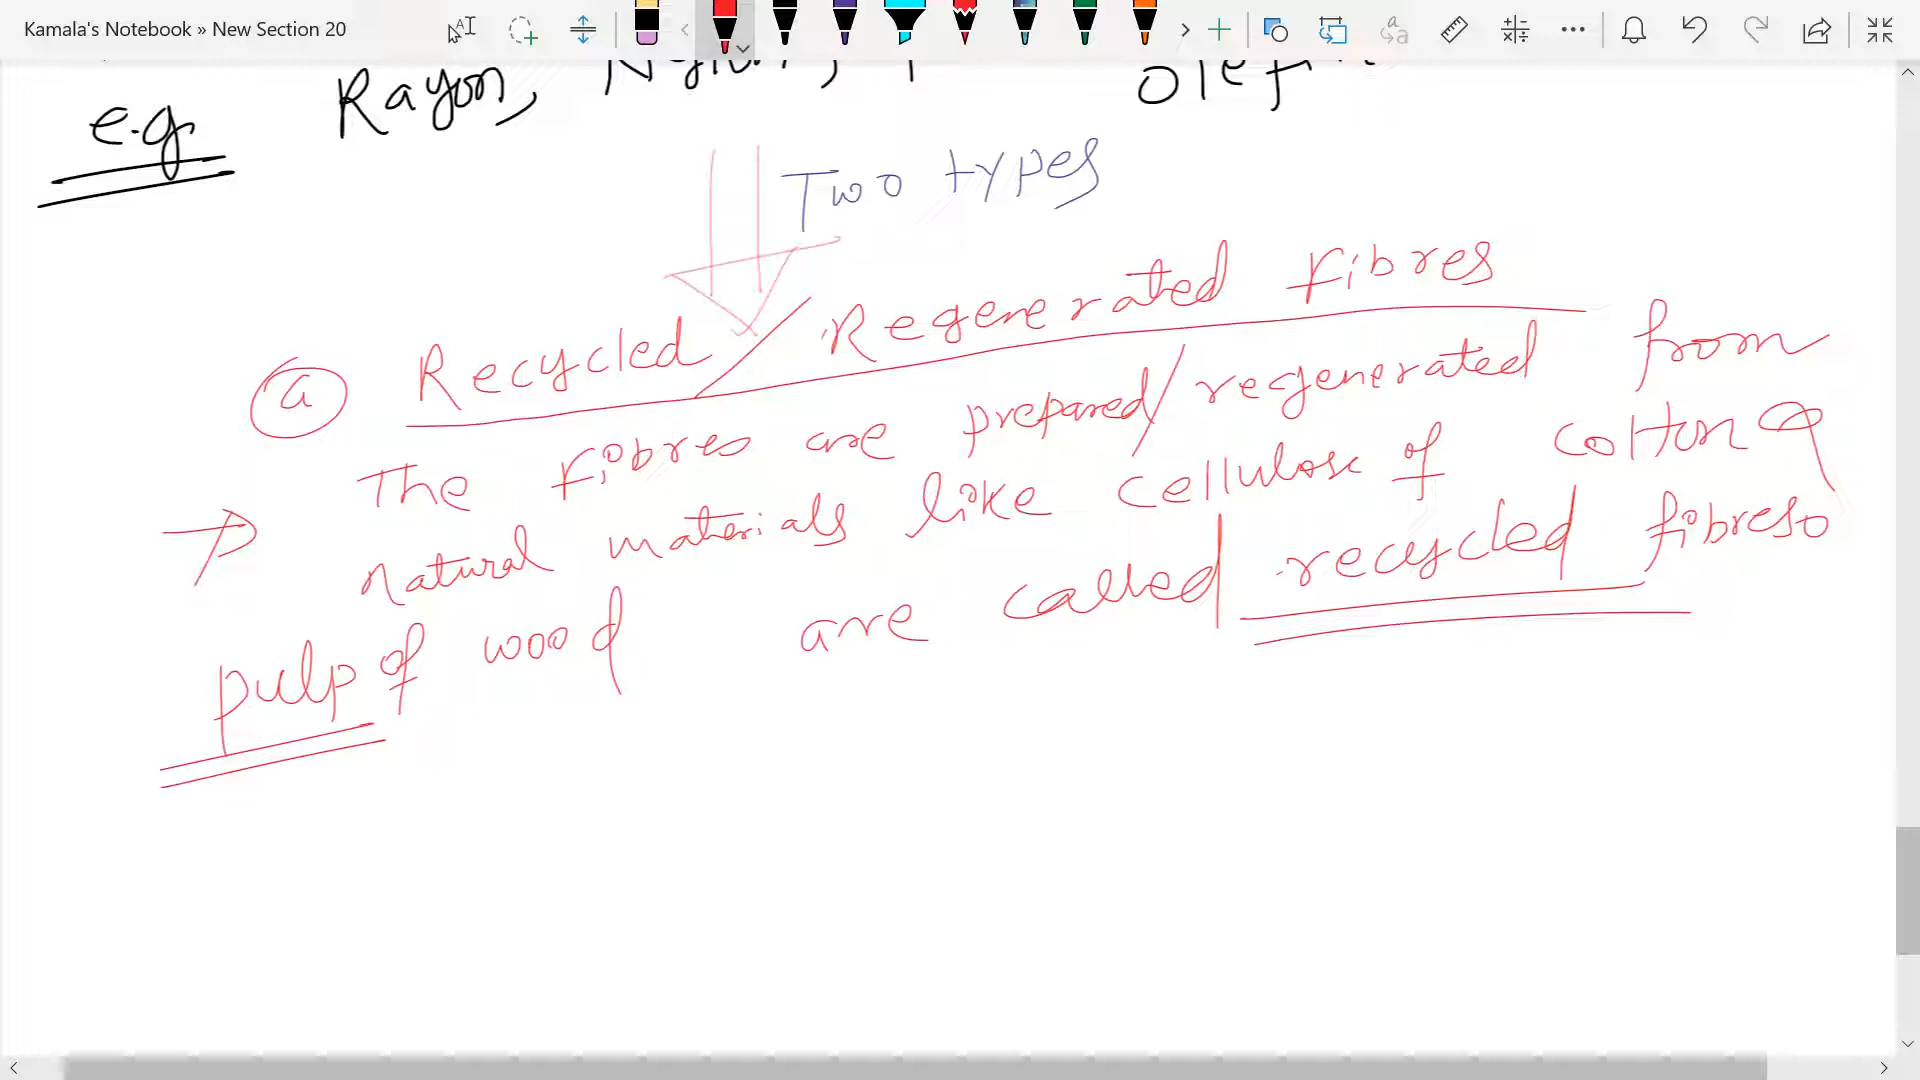 Kamala's Notebook » New Section 20
e.g. Rayon,
Two types
(a) Recycled / Regenerated Fibres
→ The Fibres are prepared/regenerated from
natural materials like cellulose of cotton &
pulp of wood are called recycled fibres.